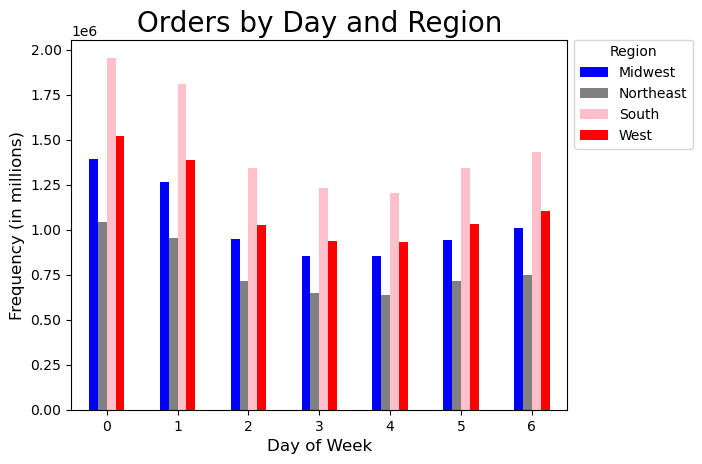 Orders by Day and Region
1e6
2.00
1.75
1.50
1.25
1.00
0.75
0.50
0.25
0.00
Frequency (in millions)
0 1 2 3 4 5 6
Day of Week
Region
Midwest
Northeast
South
West